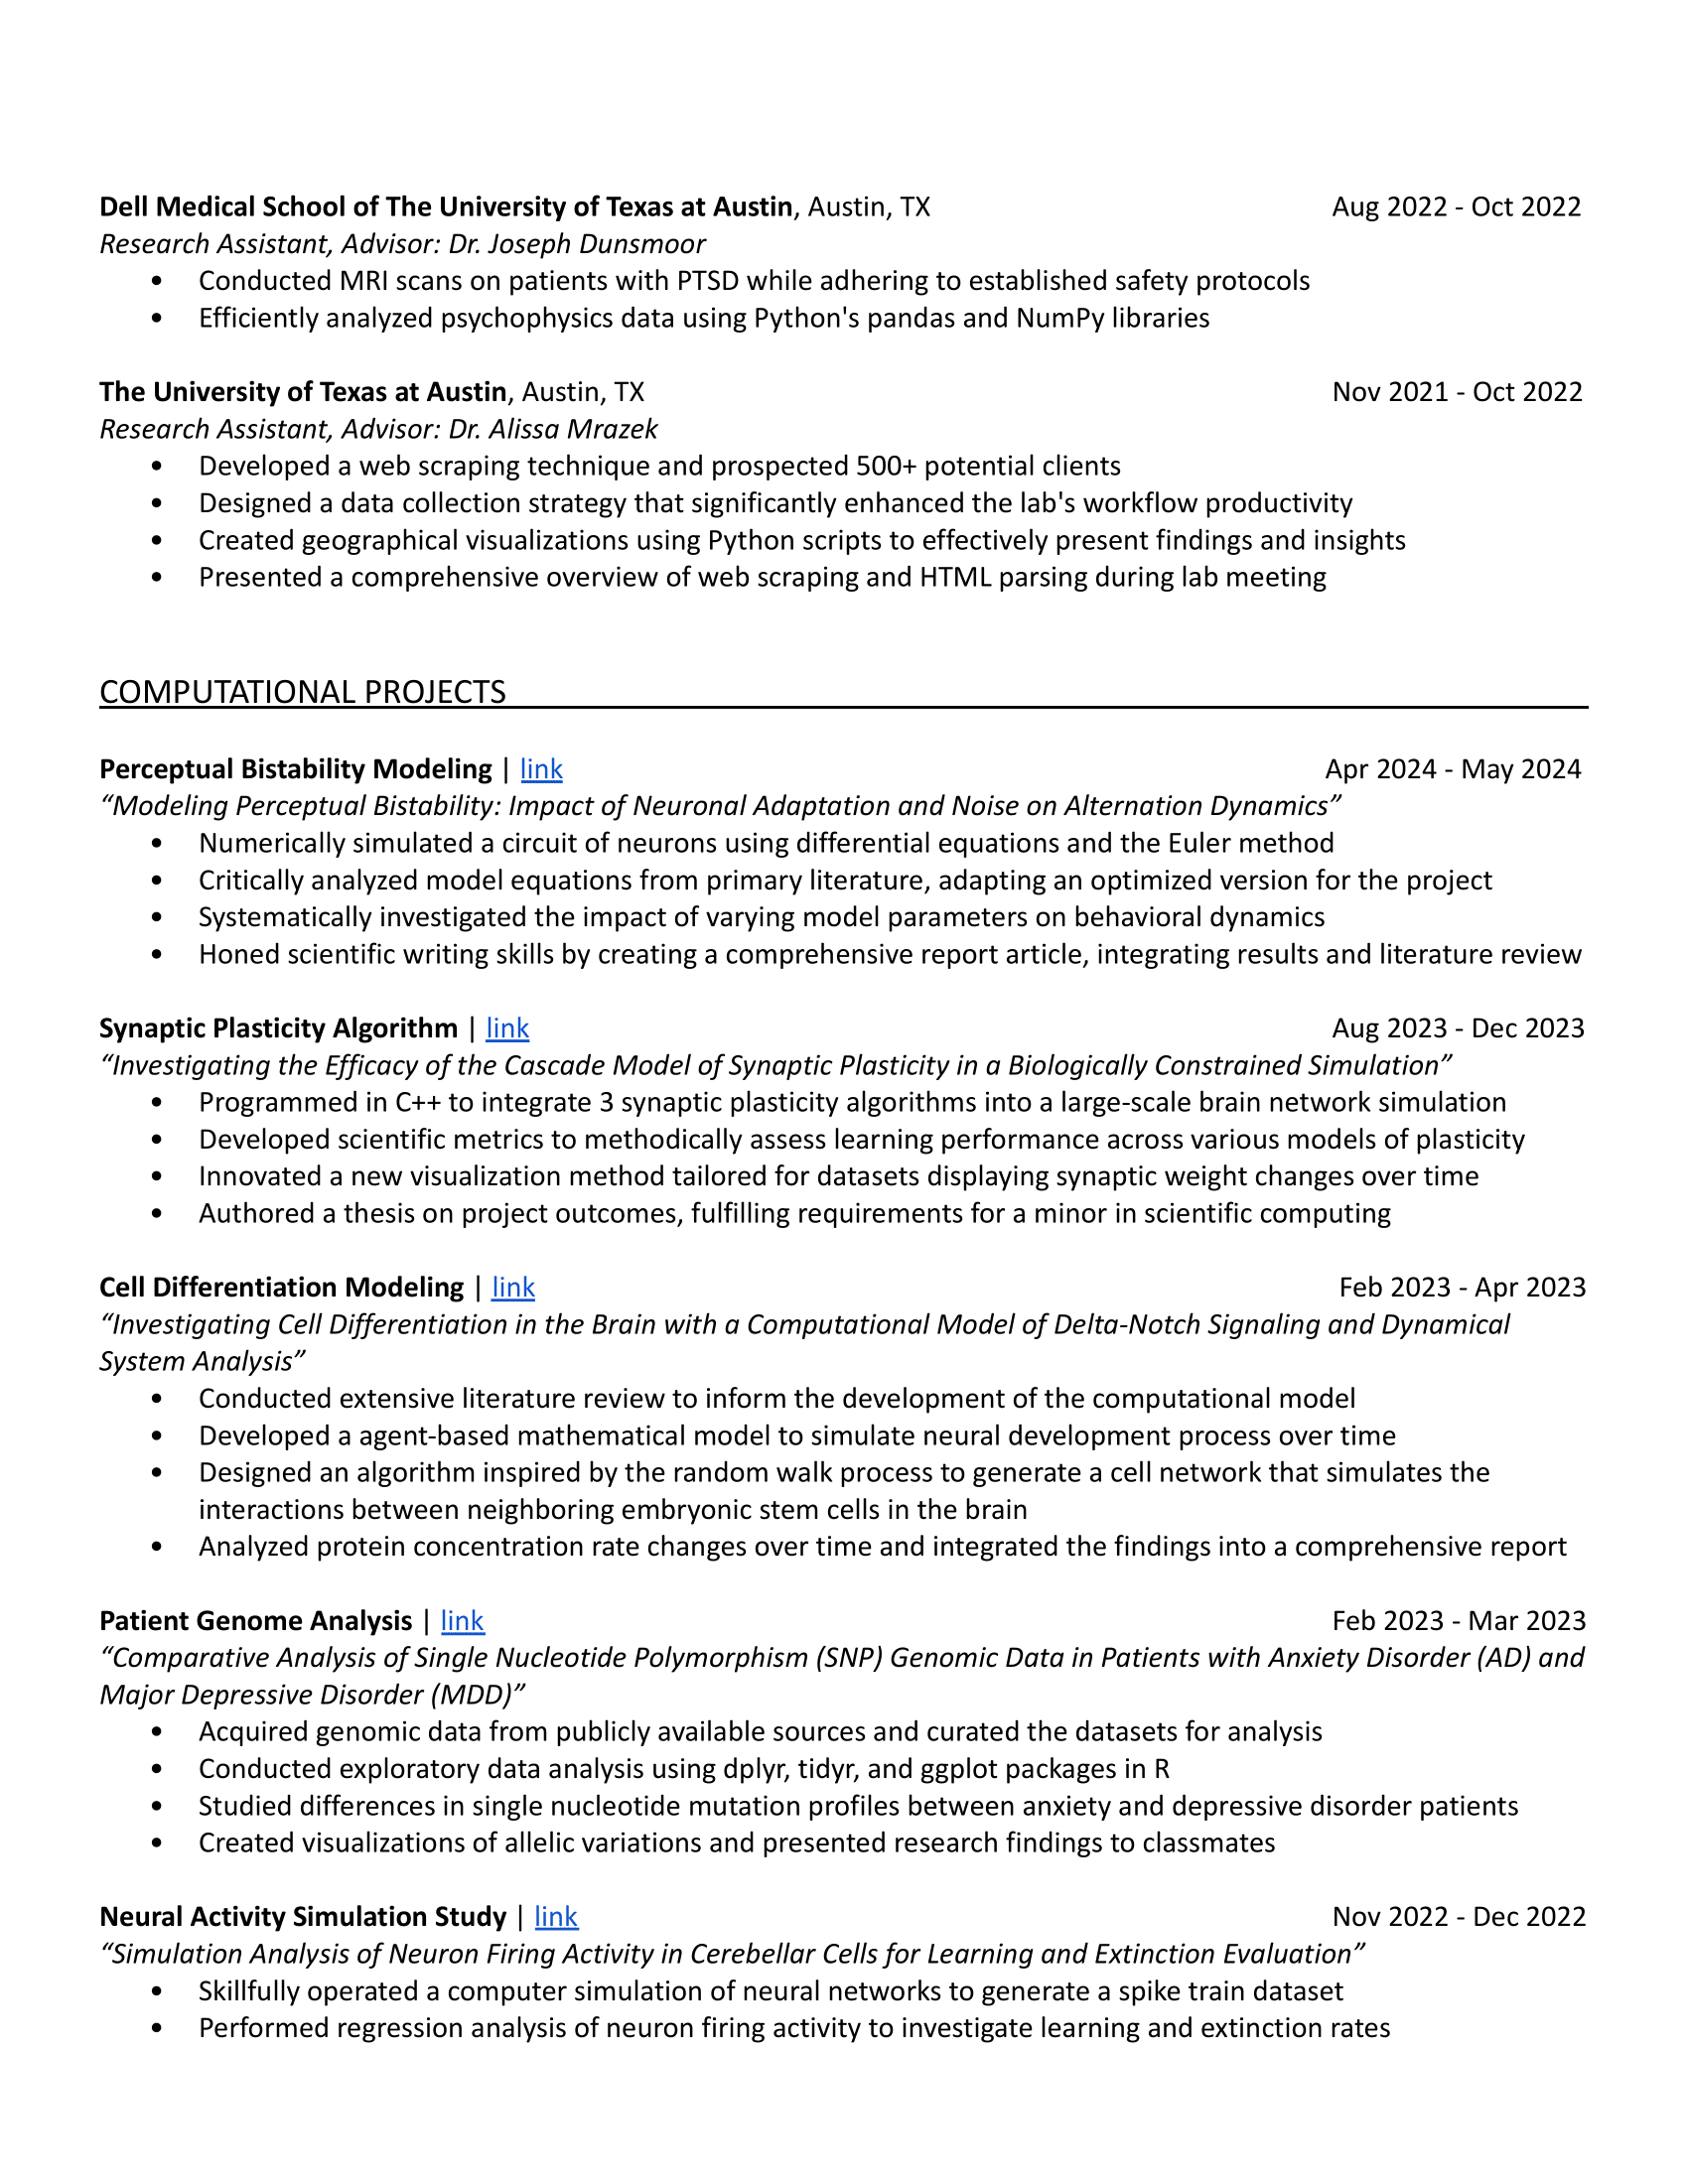 Dell Medical School of The University of Texas at Austin, Austin, TX Aug 2022 - Oct 2022
Research Assistant, Advisor: Dr. Joseph Dunsmoor
• Conducted MRI scans on patients with PTSD while adhering to established safety protocols
• Efficiently analyzed psychophysics data using Python's pandas and NumPy libraries
The University of Texas at Austin, Austin, TX Nov 2021 - Oct 2022
Research Assistant, Advisor: Dr. Alissa Mrazek
• Developed a web scraping technique and prospected 500+ potential clients
• Designed a data collection strategy that significantly enhanced the lab's workflow productivity
• Created geographical visualizations using Python scripts to effectively present findings and insights
• Presented a comprehensive overview of web scraping and HTML parsing during lab meeting
COMPUTATIONAL PROJECTS
Perceptual Bistability Modeling | link Apr 2024 - May 2024
“Modeling Perceptual Bistability: Impact of Neuronal Adaptation and Noise on Alternation Dynamics”
• Numerically simulated a circuit of neurons using differential equations and the Euler method
• Critically analyzed model equations from primary literature, adapting an optimized version for the project
• Systematically investigated the impact of varying model parameters on behavioral dynamics
• Honed scientific writing skills by creating a comprehensive report article, integrating results and literature review
Synaptic Plasticity Algorithm | link Aug 2023 - Dec 2023
“Investigating the Efficacy of the Cascade Model of Synaptic Plasticity in a Biologically Constrained Simulation”
• Programmed in C++ to integrate 3 synaptic plasticity algorithms into a large-scale brain network simulation
• Developed scientific metrics to methodically assess learning performance across various models of plasticity
• Innovated a new visualization method tailored for datasets displaying synaptic weight changes over time
• Authored a thesis on project outcomes, fulfilling requirements for a minor in scientific computing
Cell Differentiation Modeling | link Feb 2023 - Apr 2023
“Investigating Cell Differentiation in the Brain with a Computational Model of Delta-Notch Signaling and Dynamical
System Analysis”
• Conducted extensive literature review to inform the development of the computational model
• Developed a agent-based mathematical model to simulate neural development process over time
• Designed an algorithm inspired by the random walk process to generate a cell network that simulates the
interactions between neighboring embryonic stem cells in the brain
• Analyzed protein concentration rate changes over time and integrated the findings into a comprehensive report
Patient Genome Analysis | link Feb 2023 - Mar 2023
“Comparative Analysis of Single Nucleotide Polymorphism (SNP) Genomic Data in Patients with Anxiety Disorder (AD) and
Major Depressive Disorder (MDD)”
• Acquired genomic data from publicly available sources and curated the datasets for analysis
• Conducted exploratory data analysis using dplyr, tidyr, and ggplot packages in R
• Studied differences in single nucleotide mutation profiles between anxiety and depressive disorder patients
• Created visualizations of allelic variations and presented research findings to classmates
Neural Activity Simulation Study | link Nov 2022 - Dec 2022
“Simulation Analysis of Neuron Firing Activity in Cerebellar Cells for Learning and Extinction Evaluation”
• Skillfully operated a computer simulation of neural networks to generate a spike train dataset
• Performed regression analysis of neuron firing activity to investigate learning and extinction rates